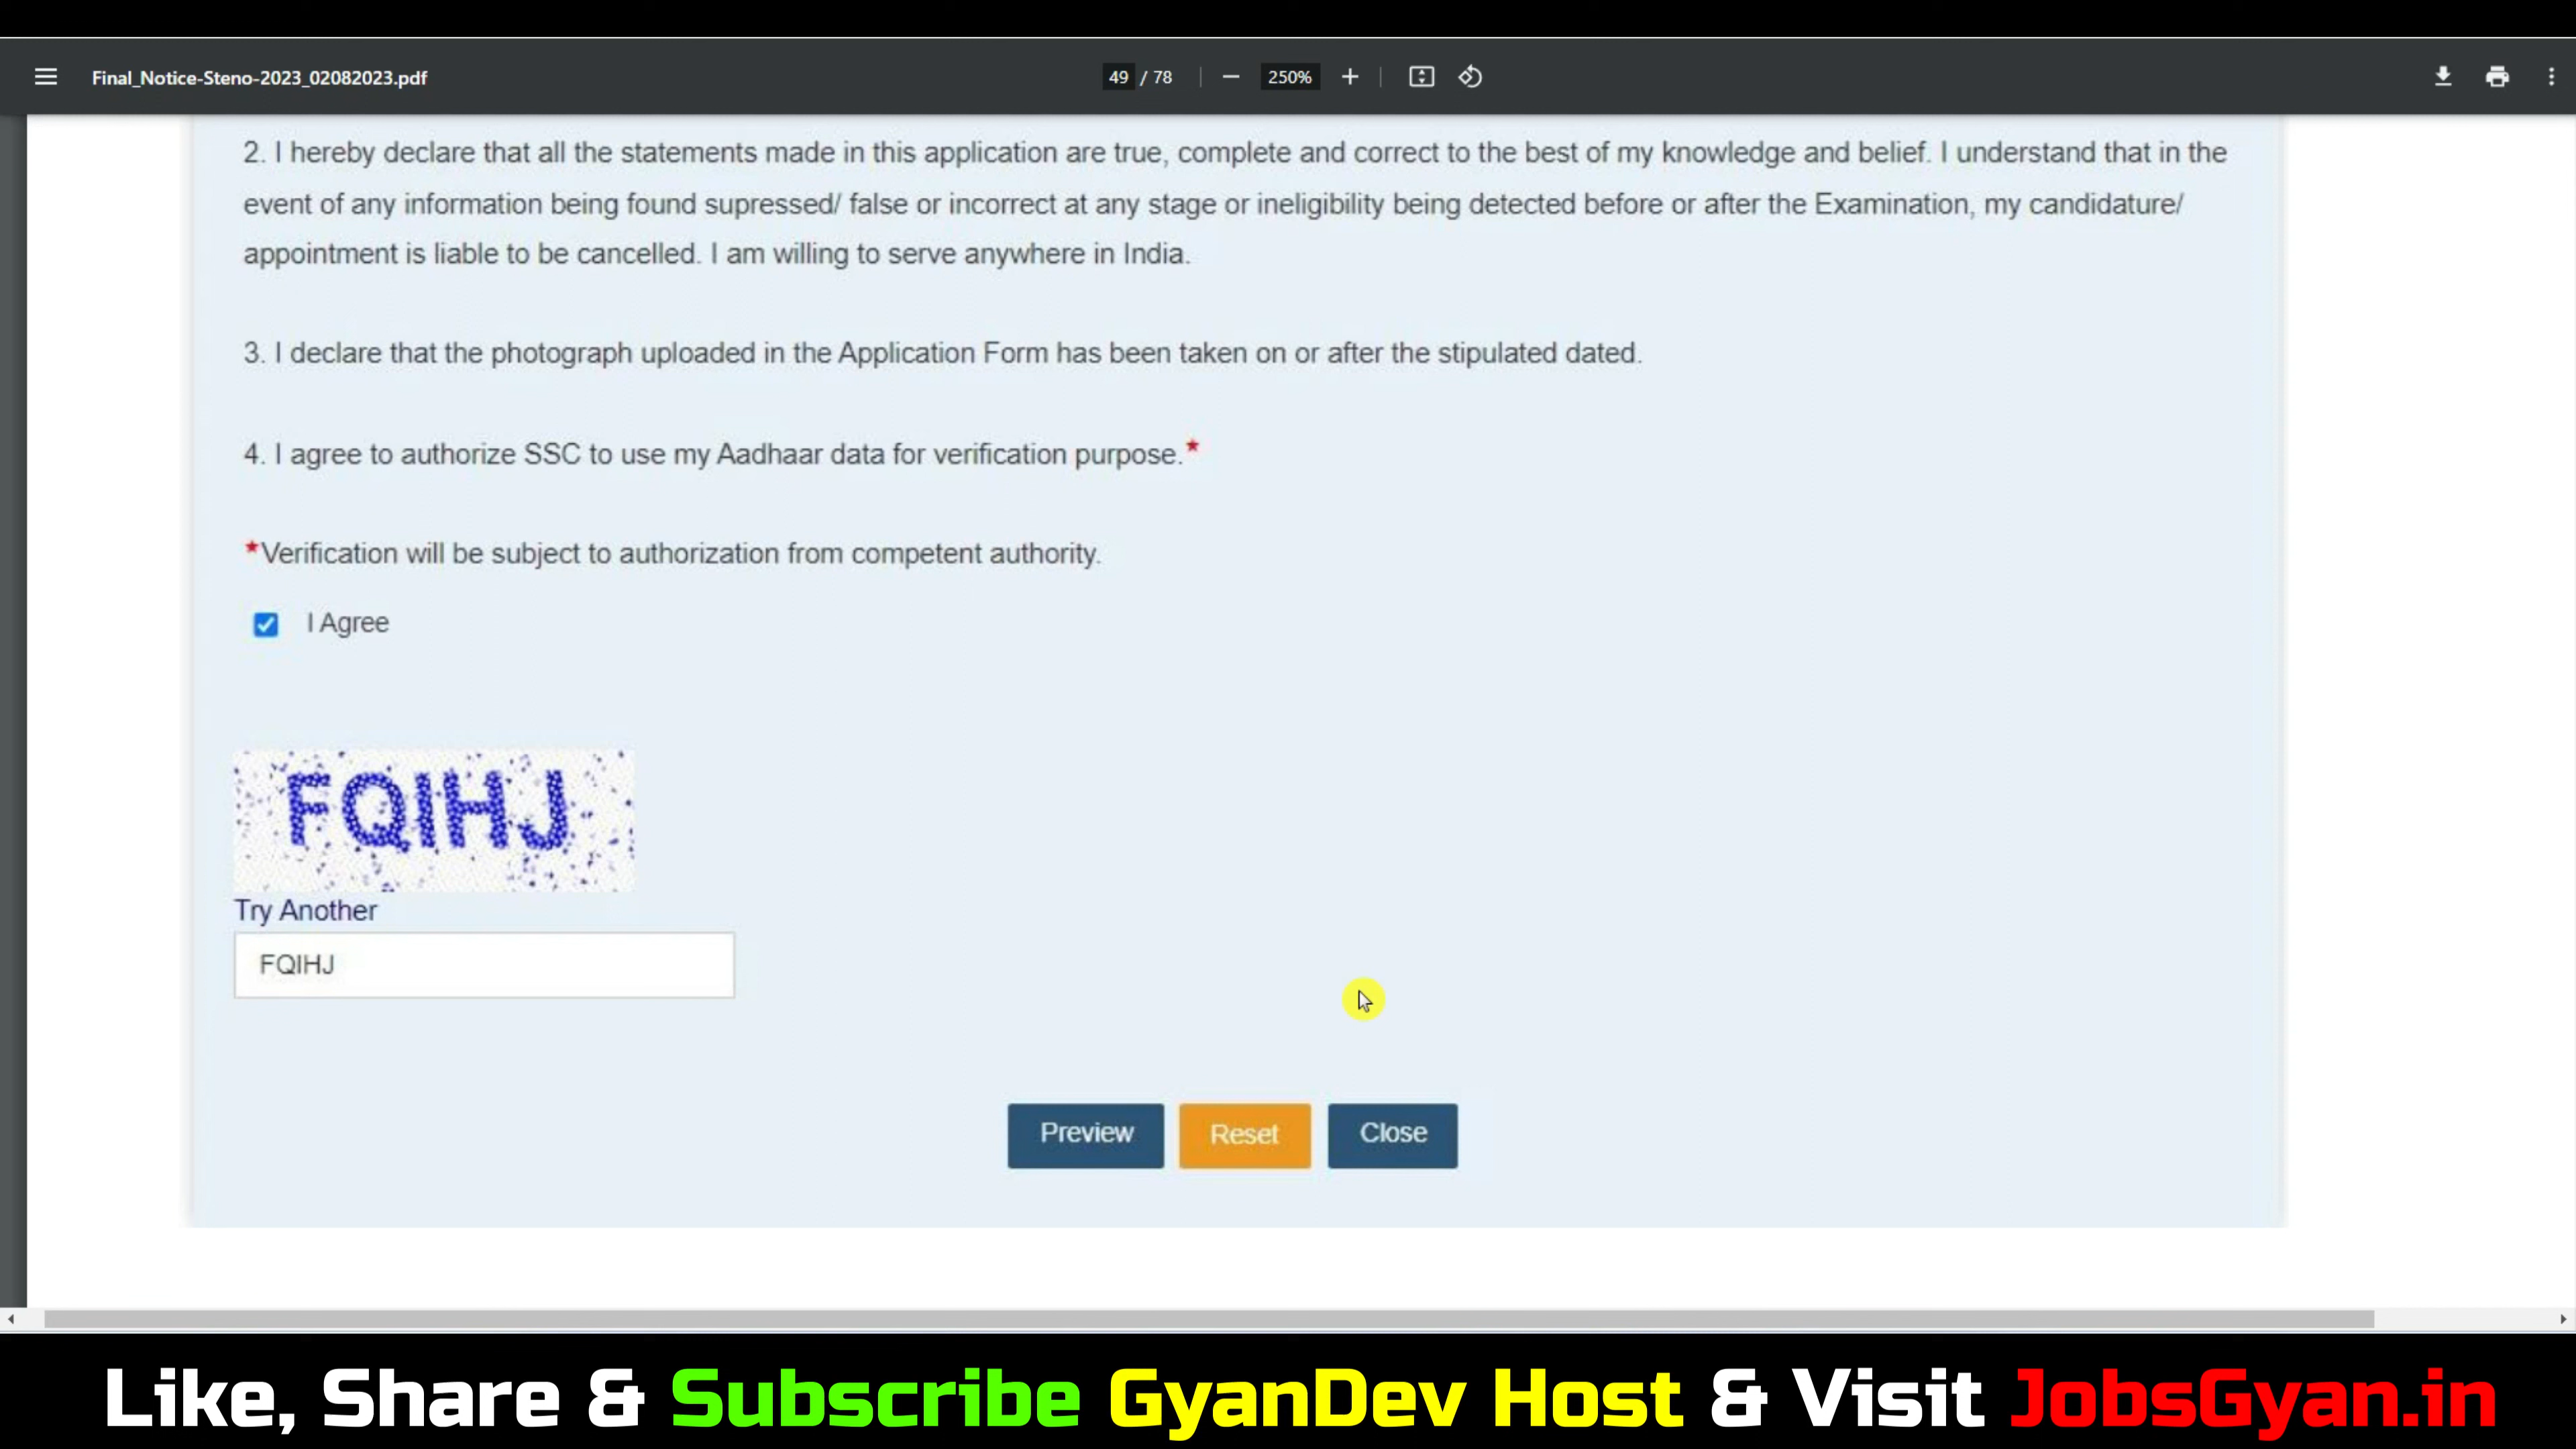 Final_Notice-Steno-2023_02082023.pdf
49 / 78
250%
2. I hereby declare that all the statements made in this application are true, complete and correct to the best of my knowledge and belief. I understand that in the
event of any information being found supressed/ false or incorrect at any stage or ineligibility being detected before or after the Examination, my candidature/
appointment is liable to be cancelled. I am willing to serve anywhere in India.
3. I declare that the photograph uploaded in the Application Form has been taken on or after the stipulated dated.
4. I agree to authorize SSC to use my Aadhaar data for verification purpose.*
*Verification will be subject to authorization from competent authority.
I Agree
FQIHJ
Try Another
FQIHJ
Preview Reset Close
Like, Share & Subscribe GyanDev Host & Visit JobsGyan.in